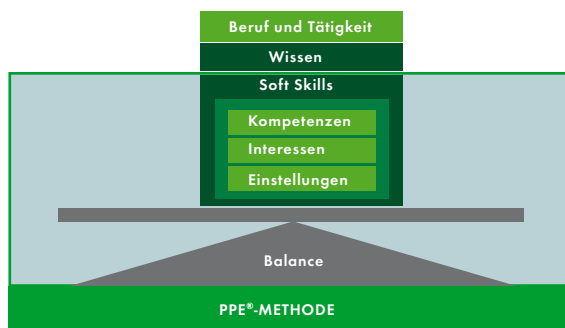 Beruf und Tätigkeit
Wissen
Soft Skills
Kompetenzen
Interessen
Einstellungen
Balance
PPE®-METHODE